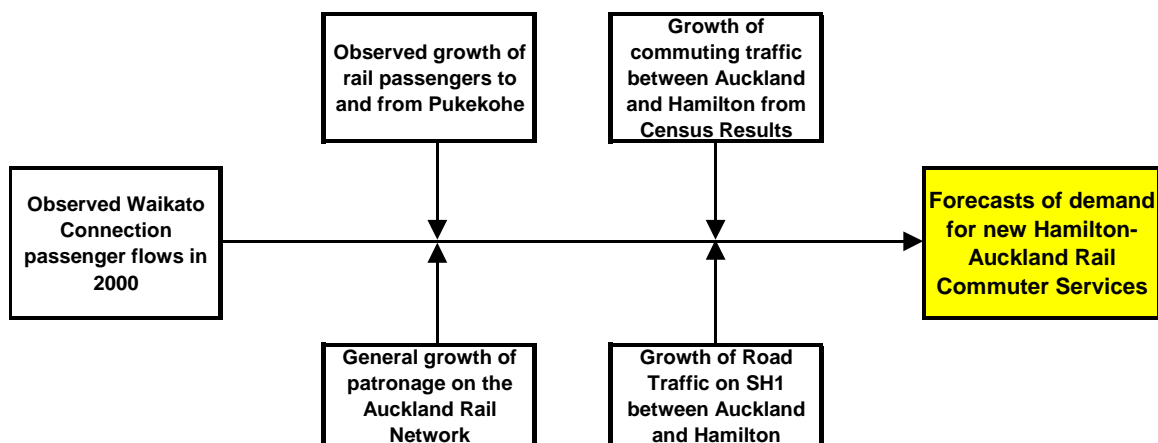 Observed growth of
rail passengers to
and from Pukekohe
Growth of
commuting traffic
between Auckland
and Hamilton from
Census Results
Observed Waikato
Connection
passenger flows in
2000
Forecasts of demand
for new Hamilton-
Auckland Rail
Commuter Services
General growth of
patronage on the
Auckland Rail
Network
Growth of Road
Traffic on SH1
between Auckland
and Hamilton